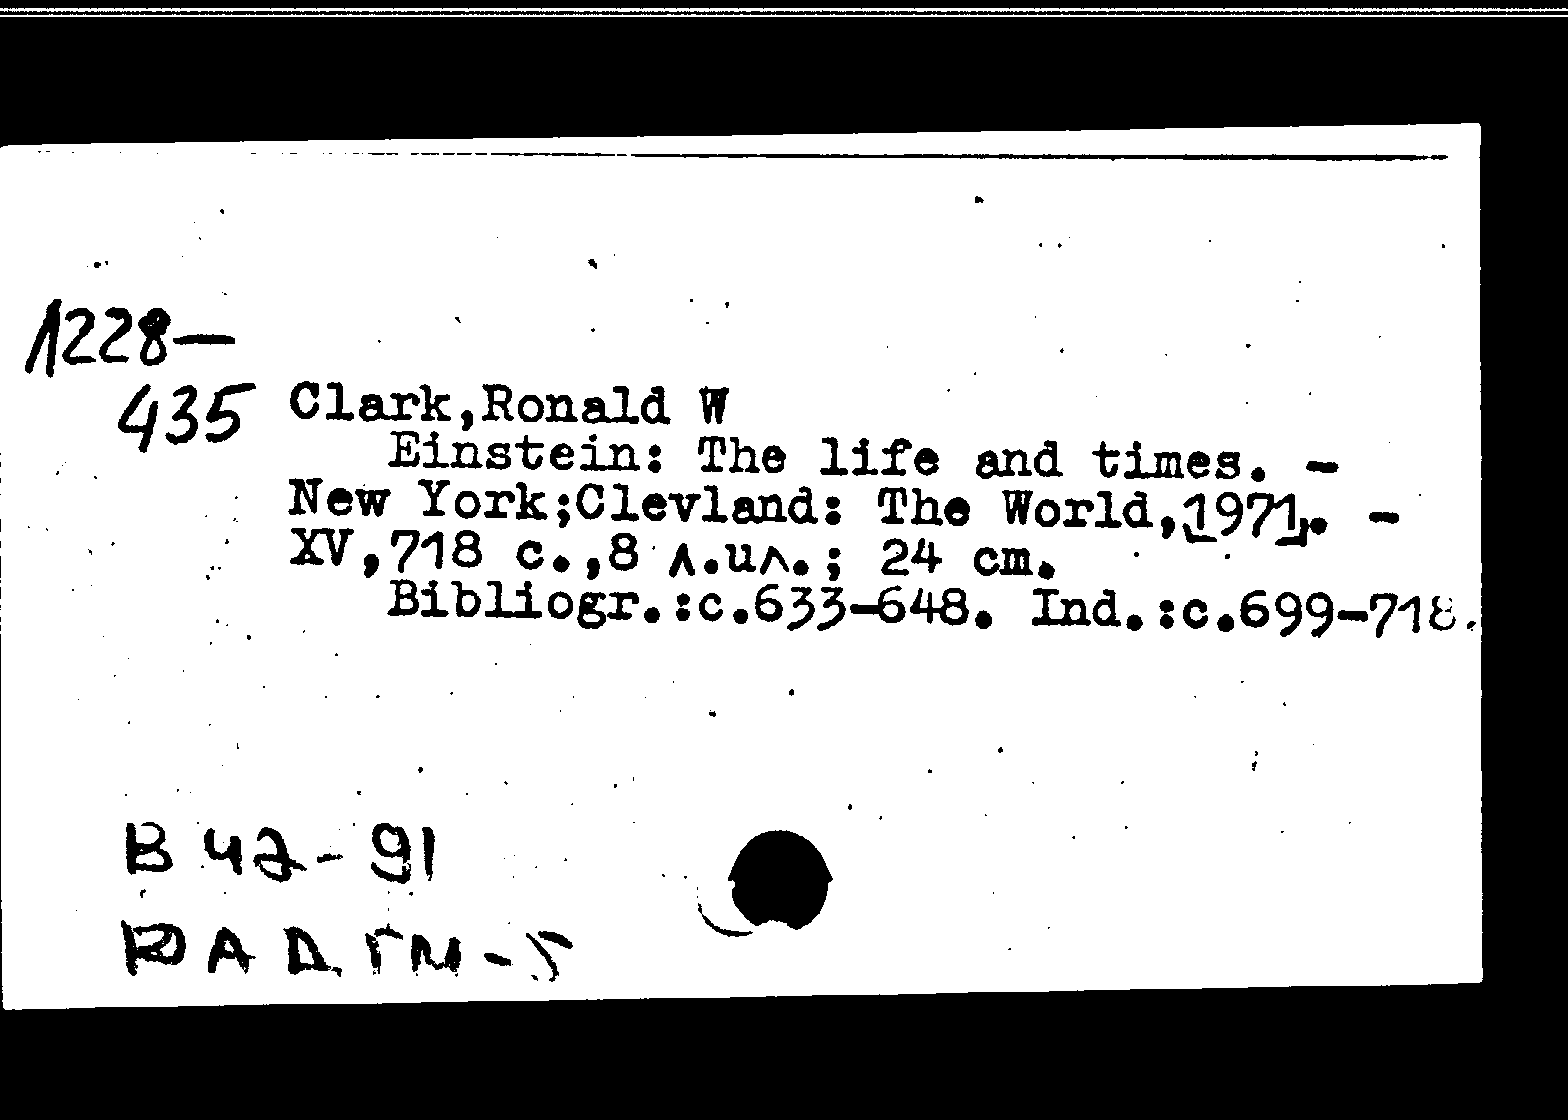 1228—
435 Clark,Ronald W
Einstein: The life and times. -
New York;Clevland: The World,[1971]. -
XV,718 c.,8 л.ил.; 24 cm.
Bibliogr.:c.633-648. Ind.:c.699-718.
B 42-91